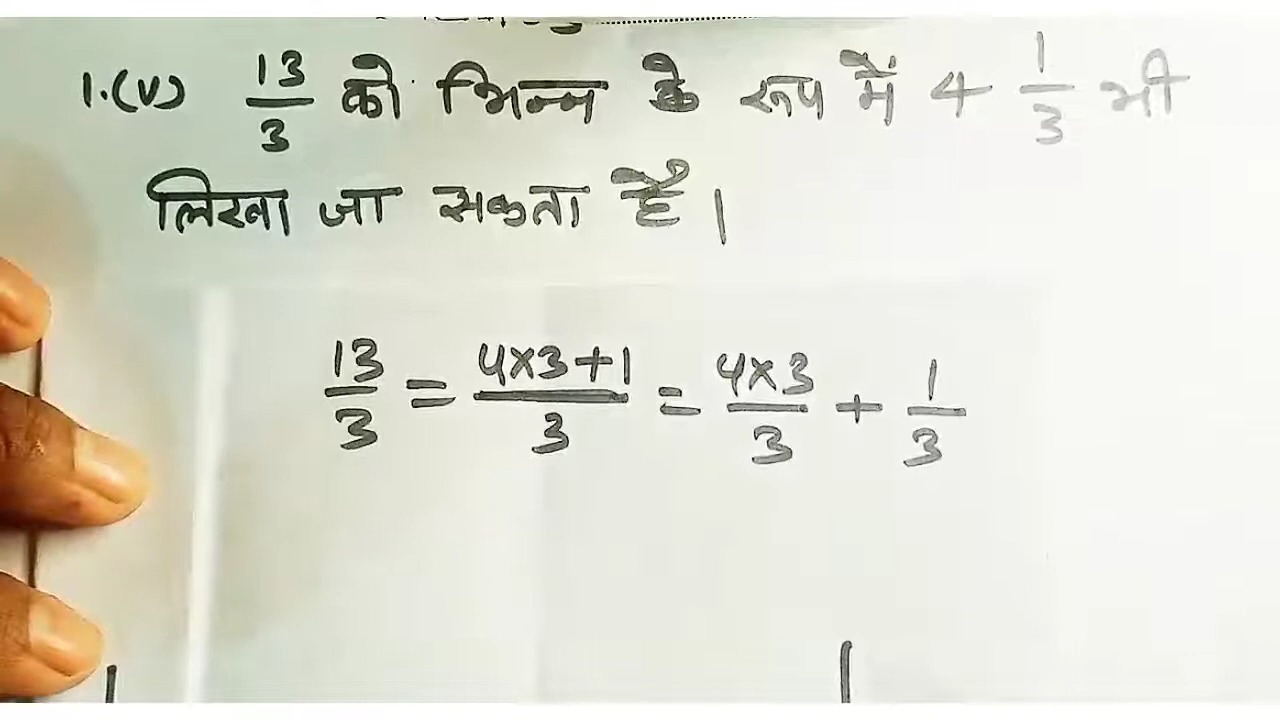 1.(v) 13/3 को भिन्न के रूप में 4 1/3 भी
लिखा जा सकता है।
13/3 = 4×3+1/3 = 4×3/3 + 1/3